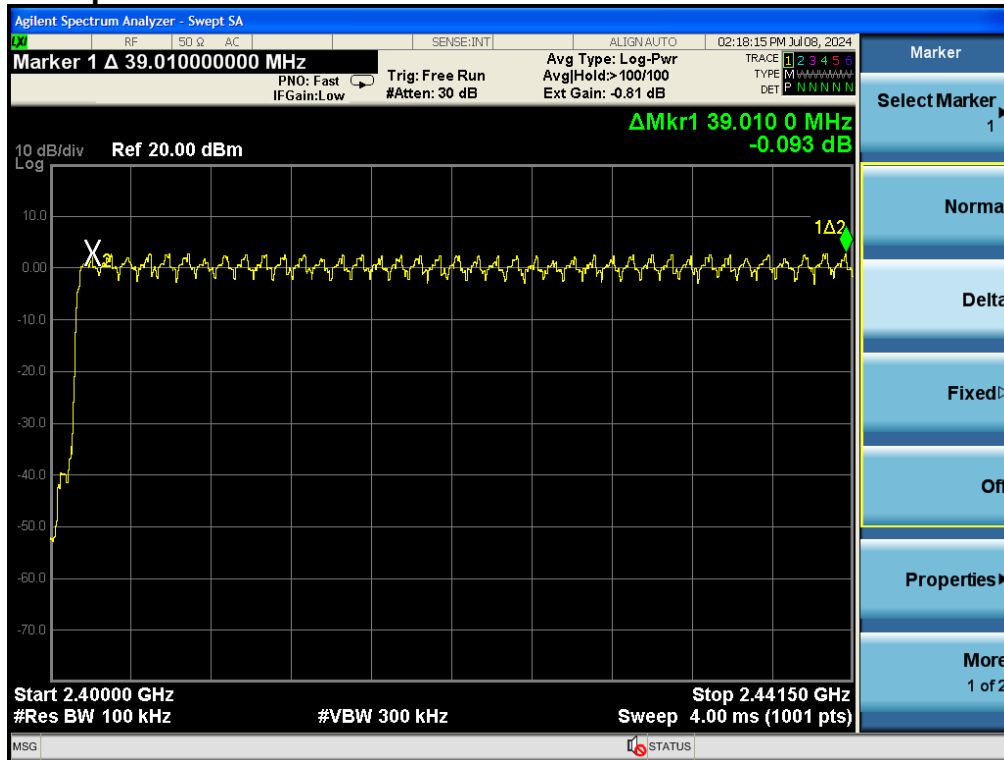 Agilent Spectrum Analyzer - Swept SA
LXI RF 50 Ω AC SENSE:INT ALIGN AUTO 02:18:15 PM Jul 08, 2024
Marker 1 Δ 39.010000000 MHz
PNO: Fast
IFGain:Low
Trig: Free Run
#Atten: 30 dB
Avg Type: Log-Pwr
Avg|Hold:>100/100
Ext Gain: -0.81 dB
TRACE 1 2 3 4 5 6
TYPE M
DET P N N N N N
ΔMkr1 39.010 0 MHz
-0.093 dB
10 dB/div Ref 20.00 dBm
Log
10.0
0.00
-10.0
-20.0
-30.0
-40.0
-50.0
-60.0
-70.0
1Δ2
2
Start 2.40000 GHz Stop 2.44150 GHz
#Res BW 100 kHz #VBW 300 kHz Sweep 4.00 ms (1001 pts)
MSG STATUS
Marker
Select Marker
1
Norma
Delta
Fixed
Off
Properties
More
1 of 2